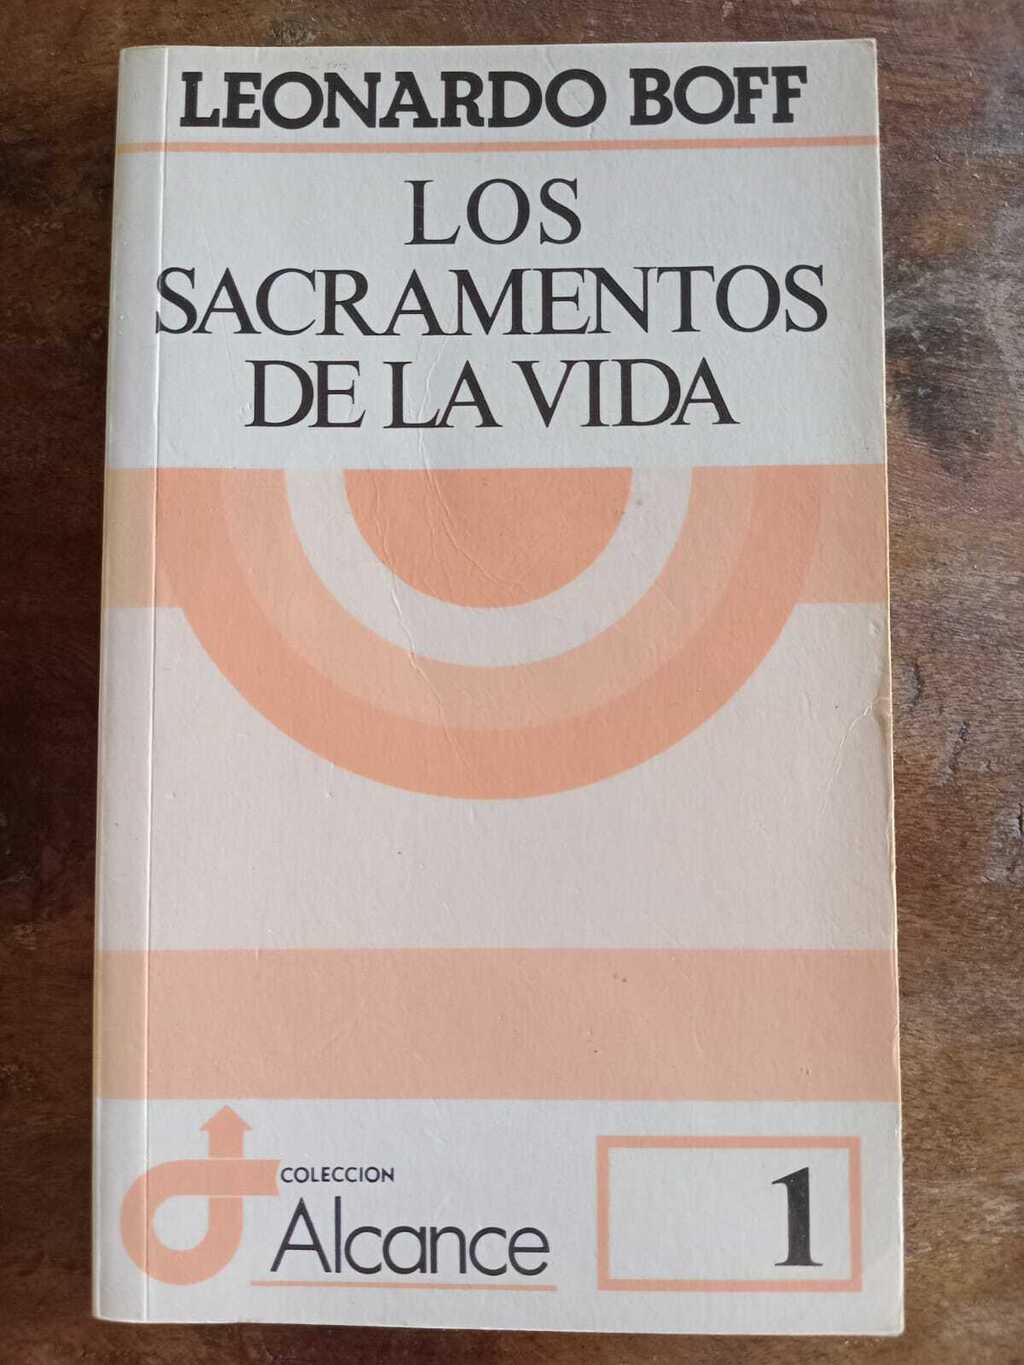 LEONARDO BOFF
LOS
SACRAMENTOS
DE LA VIDA
COLECCION
Alcance
1